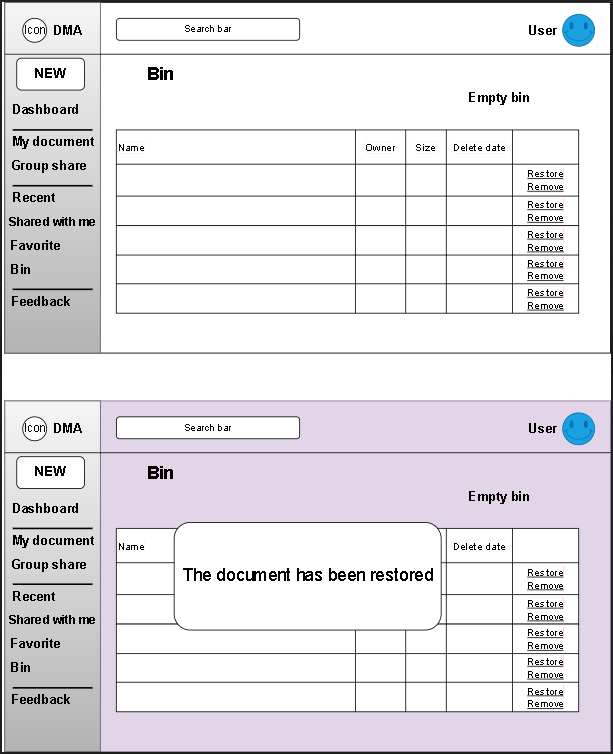 Icon DMA Search bar User
NEW
Bin
Empty bin
Dashboard
My document
Group share
Recent
Shared with me
Favorite
Bin
Feedback
Name Owner Size Delete date
Restore
Remove
Restore
Remove
Restore
Remove
Restore
Remove
Restore
Remove
Icon DMA Search bar User
NEW
Bin
Empty bin
Dashboard
My document
Group share
Recent
Shared with me
Favorite
Bin
Feedback
Name Delete date
The document has been restored
Restore
Remove
Restore
Remove
Restore
Remove
Restore
Remove
Restore
Remove